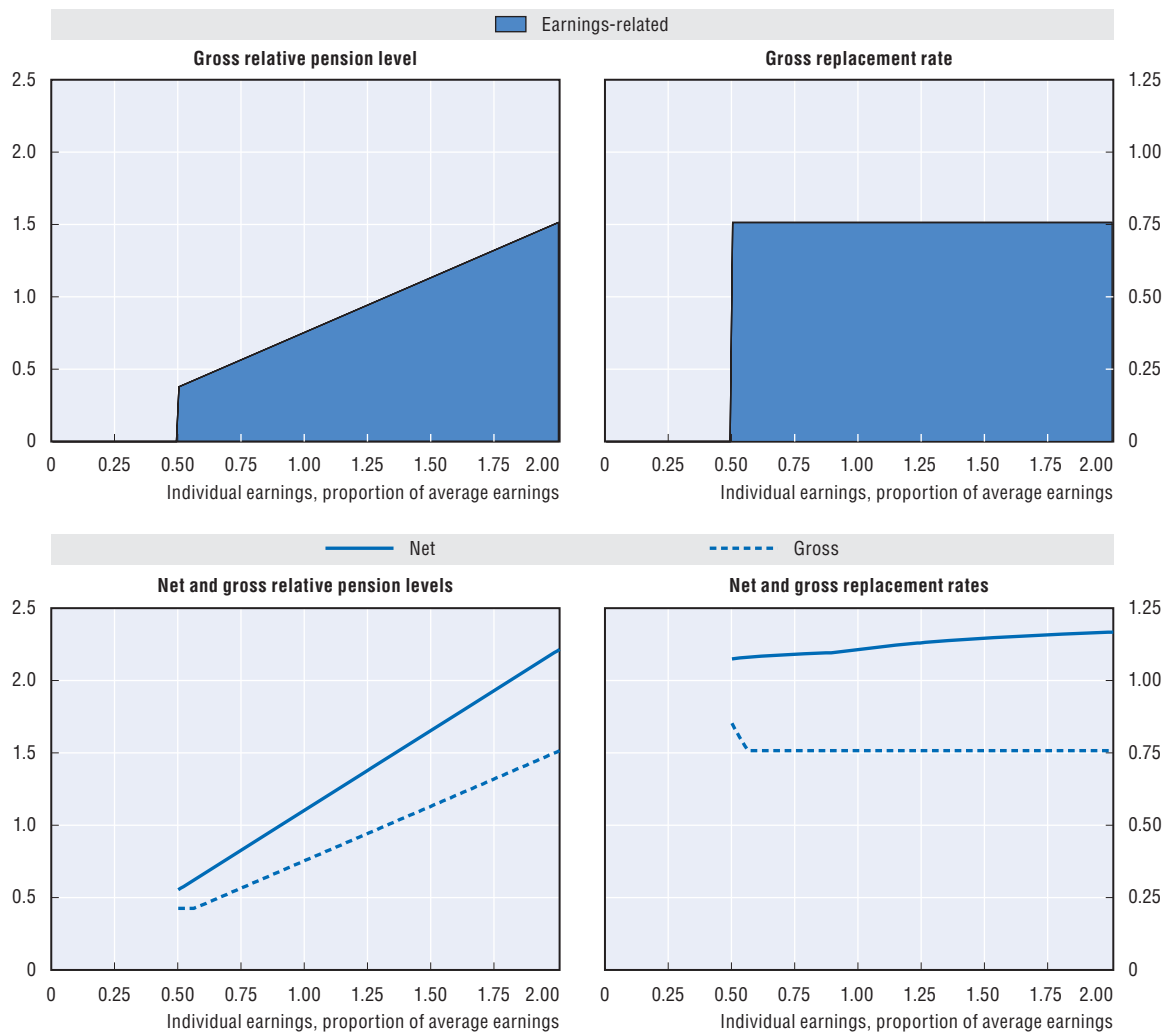 Earnings-related
Gross relative pension level
Gross replacement rate
2.5
2.0
1.5
1.0
0.5
0
1.25
1.00
0.75
0.50
0.25
0
0 0.25 0.50 0.75 1.00 1.25 1.50 1.75 2.00
0 0.25 0.50 0.75 1.00 1.25 1.50 1.75 2.00
Individual earnings, proportion of average earnings
Individual earnings, proportion of average earnings
Net
Gross
Net and gross relative pension levels
Net and gross replacement rates
2.5
2.0
1.5
1.0
0.5
0
1.25
1.00
0.75
0.50
0.25
0
0 0.25 0.50 0.75 1.00 1.25 1.50 1.75 2.00
0 0.25 0.50 0.75 1.00 1.25 1.50 1.75 2.00
Individual earnings, proportion of average earnings
Individual earnings, proportion of average earnings